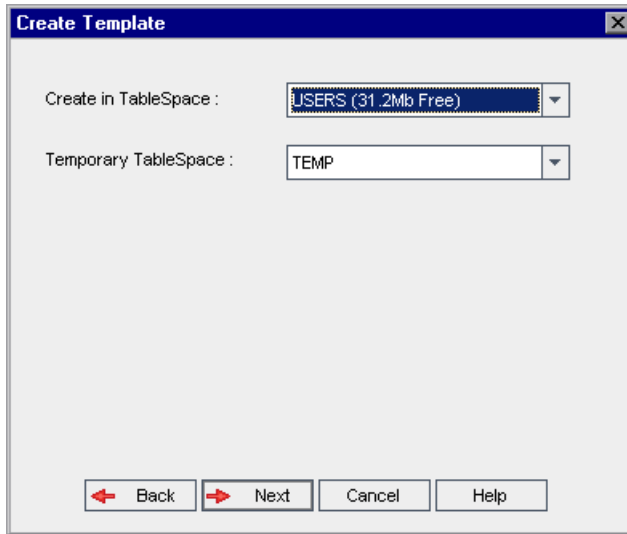 Create Template
Create in TableSpace : USERS (31.2Mb Free)
Temporary TableSpace : TEMP
Back Next Cancel Help